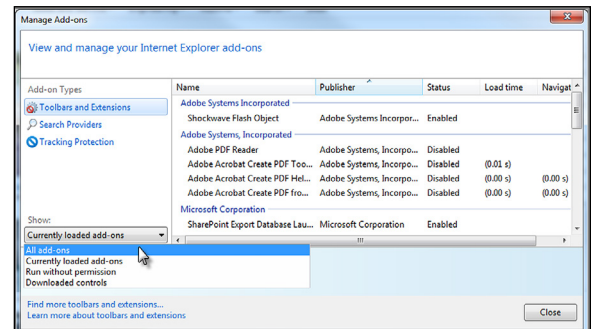 Manage Add-ons
View and manage your Internet Explorer add-ons
Add-on Types
Toolbars and Extensions
Search Providers
Tracking Protection
Name Publisher Status Load time Navigat
Adobe Systems Incorporated
Shockwave Flash Object Adobe Systems Incorpor... Enabled
Adobe Systems, Incorporated
Adobe PDF Reader Adobe Systems, Incorpo... Disabled
Adobe Acrobat Create PDF Too... Adobe Systems, Incorpo... Disabled (0.01 s)
Adobe Acrobat Create PDF Hel... Adobe Systems, Incorpo... Disabled (0.00 s) (0.00 s)
Adobe Acrobat Create PDF fro... Adobe Systems, Incorpo... Disabled (0.00 s) (0.00 s)
Microsoft Corporation
SharePoint Export Database Lau... Microsoft Corporation Enabled
Show:
Currently loaded add-ons
All add-ons
Currently loaded add-ons
Run without permission
Downloaded controls
Find more toolbars and extensions...
Learn more about toolbars and extensions
Close